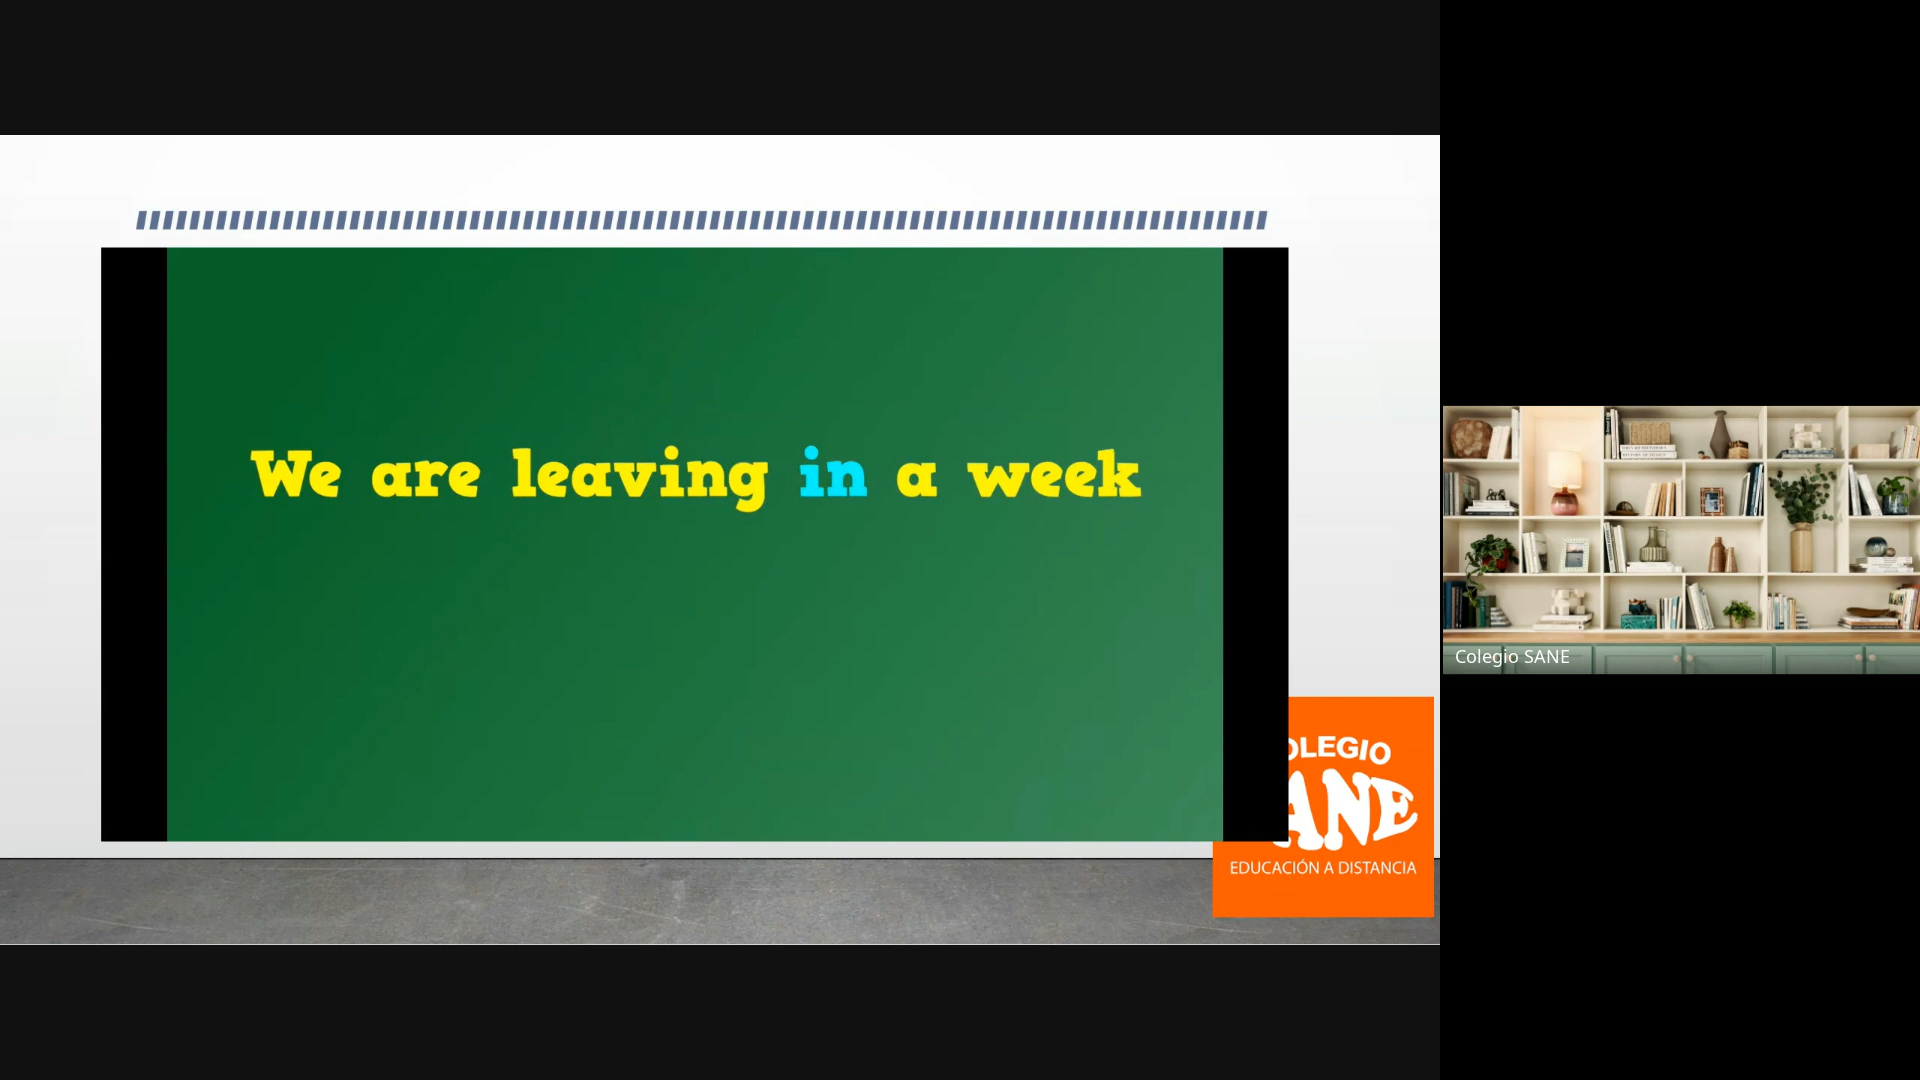 We are leaving in a week
OLEGIO
ANE
EDUCACIÓN A DISTANCIA
Colegio SANE